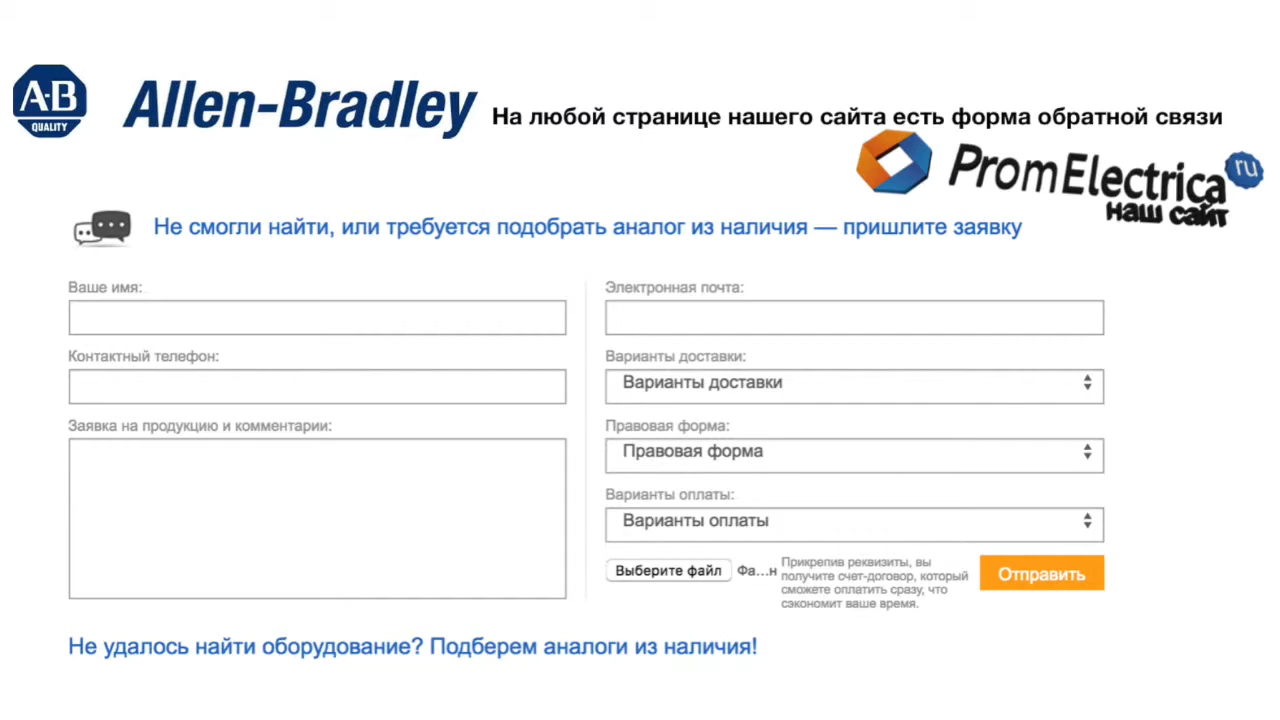 A-B
QUALITY
Allen-Bradley
На любой странице нашего сайта есть форма обратной связи
PromElectrica ru
наш сайт
Не смогли найти, или требуется подобрать аналог из наличия — пришлите заявку
Ваше имя:
Электронная почта:
Контактный телефон:
Варианты доставки:
Варианты доставки
Заявка на продукцию и комментарии:
Правовая форма:
Правовая форма
Варианты оплаты:
Варианты оплаты
Выберите файл Фа...н
Прикрепив реквизиты, вы
получите счет-договор, который
сможете оплатить сразу, что
сэкономит ваше время.
Отправить
Не удалось найти оборудование? Подберем аналоги из наличия!